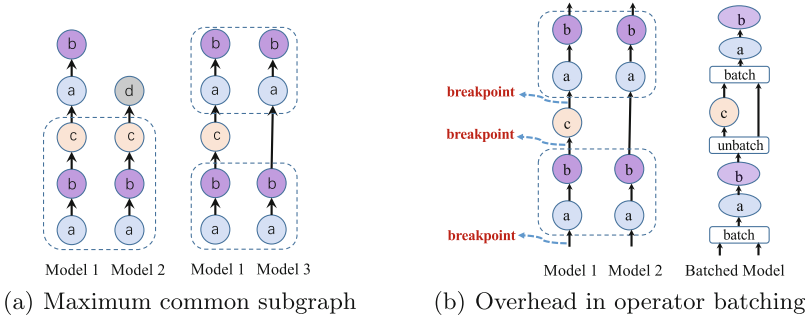 b
a d
c c
b b
a a
Model 1 Model 2
b b
a a
c
b b
a a
Model 1 Model 3
(a) Maximum common subgraph
b b
a a
breakpoint
c
breakpoint
b b
a a
breakpoint
Model 1 Model 2
b
a
batch
c
unbatch
b
a
batch
Batched Model
(b) Overhead in operator batching